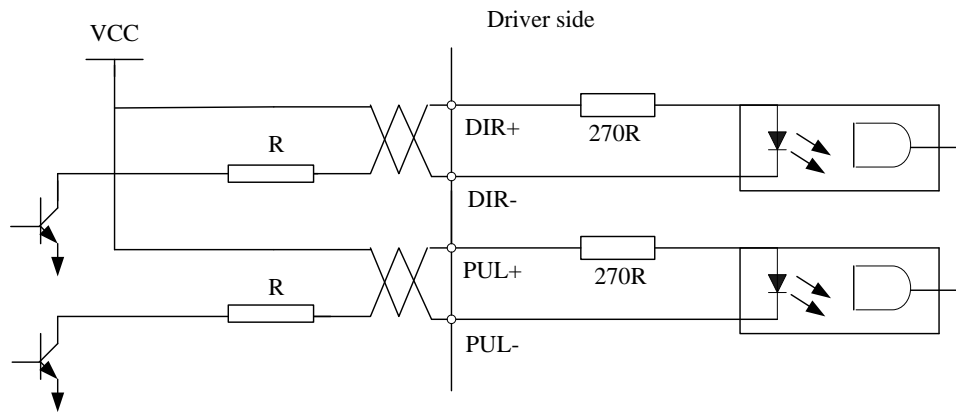 Driver side
VCC
DIR+
270R
R
DIR-
PUL+
270R
R
PUL-